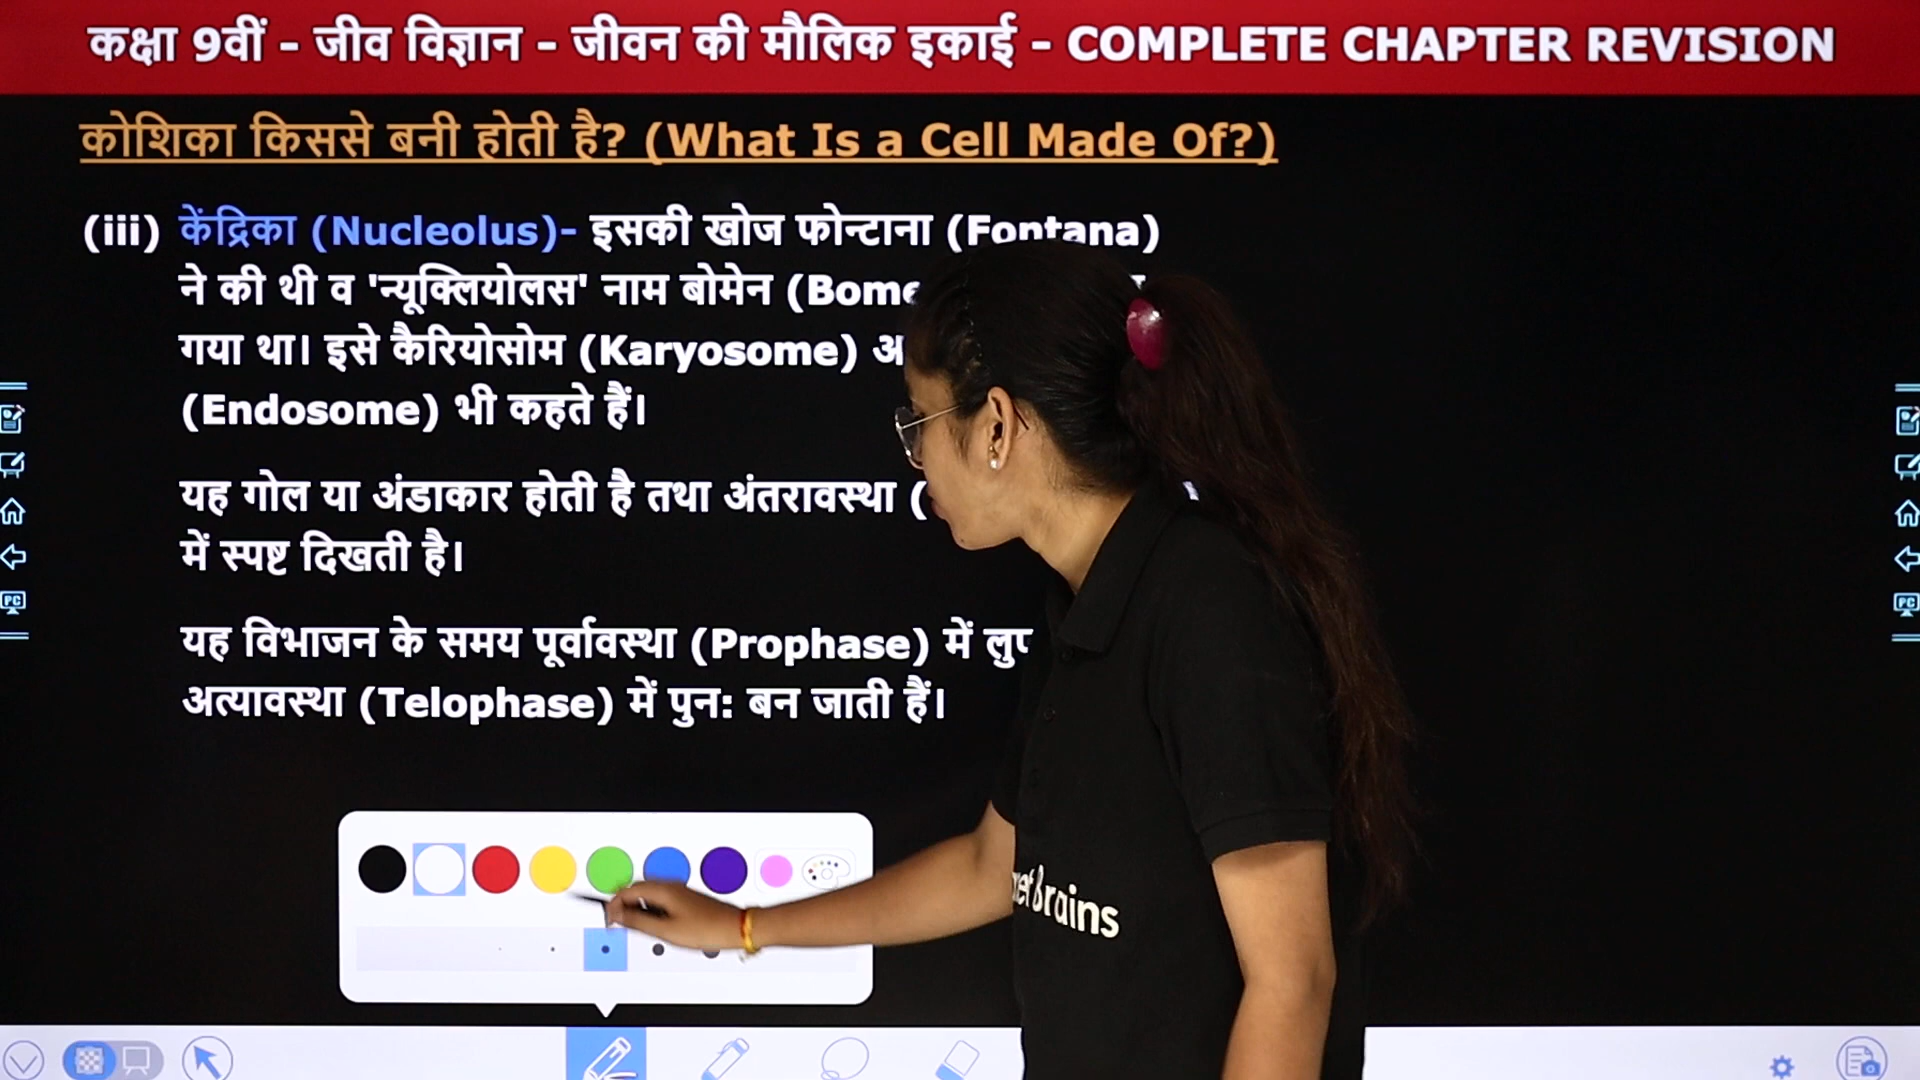 कक्षा 9वीं - जीव विज्ञान - जीवन की मौलिक इकाई - COMPLETE CHAPTER REVISION
कोशिका किससे बनी होती है? (What Is a Cell Made Of?)
(iii) केंद्रिका (Nucleolus)- इसकी खोज फोन्टाना (Fontana)
ने की थी व 'न्यूक्लियोलस' नाम बोमेन
गया था। इसे कैरियोसोम (Karyosome)
(Endosome) भी कहते हैं।
यह गोल या अंडाकार होती है तथा अंतरावस्था (
में स्पष्ट दिखती है।
यह विभाजन के समय पूर्वावस्था (Prophase) में
अत्यावस्था (Telophase) में पुन: बन जाती हैं।
Brains
PC
PC